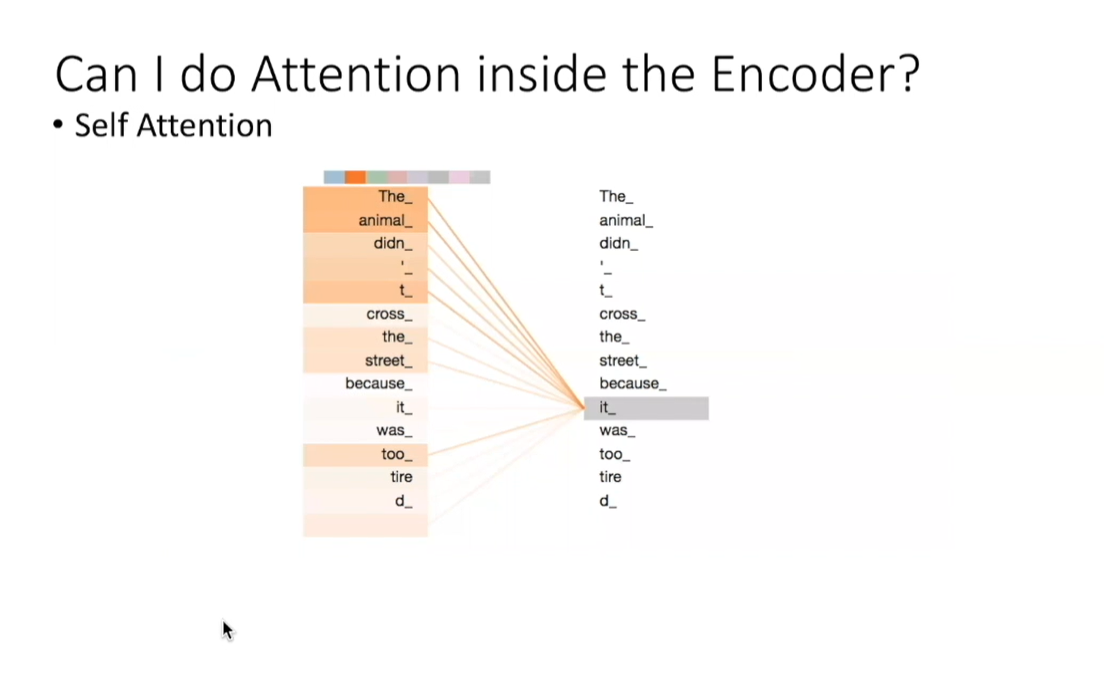 Can I do Attention inside the Encoder?
• Self Attention
The_ The_
animal_ animal_
didn_ didn_
'_ '_
t_ t_
cross_ cross_
the_ the_
street_ street_
because_ because_
it_ it_
was_ was_
too_ too_
tire tire
d_ d_